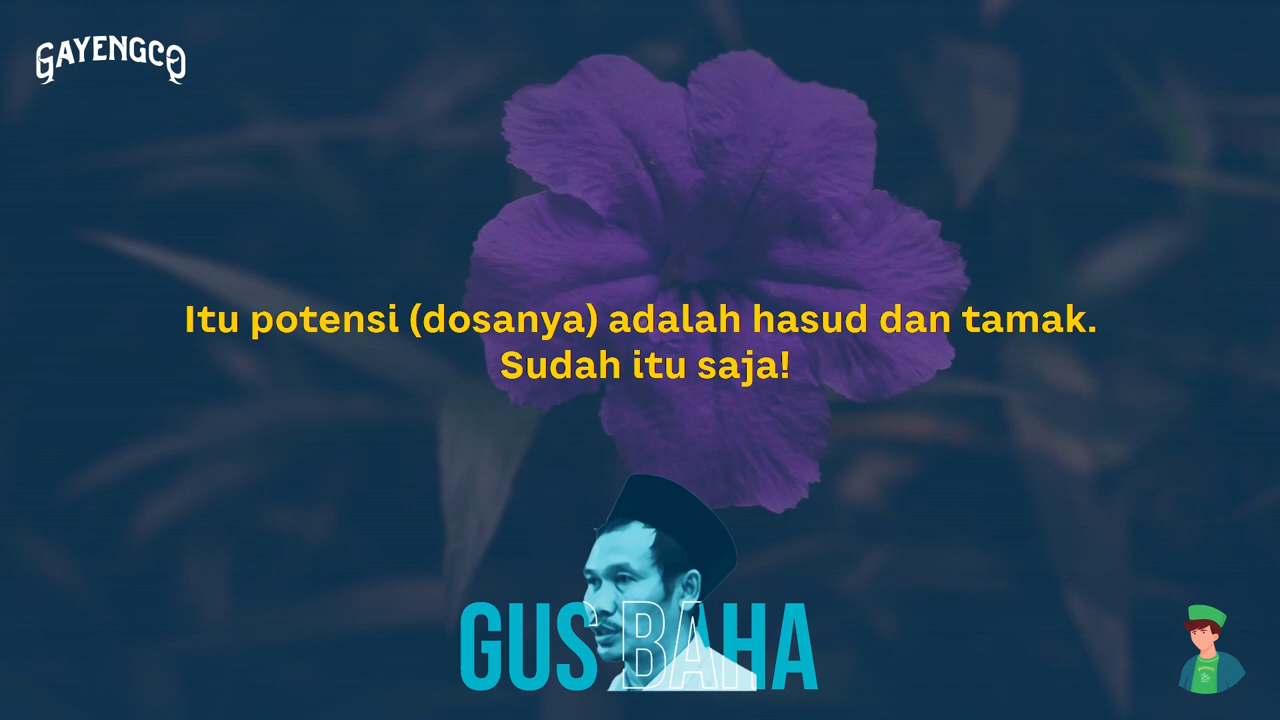 GAYENGCO
Itu potensi (dosanya) adalah hasud dan tamak.
Sudah itu saja!
GUS BAHA